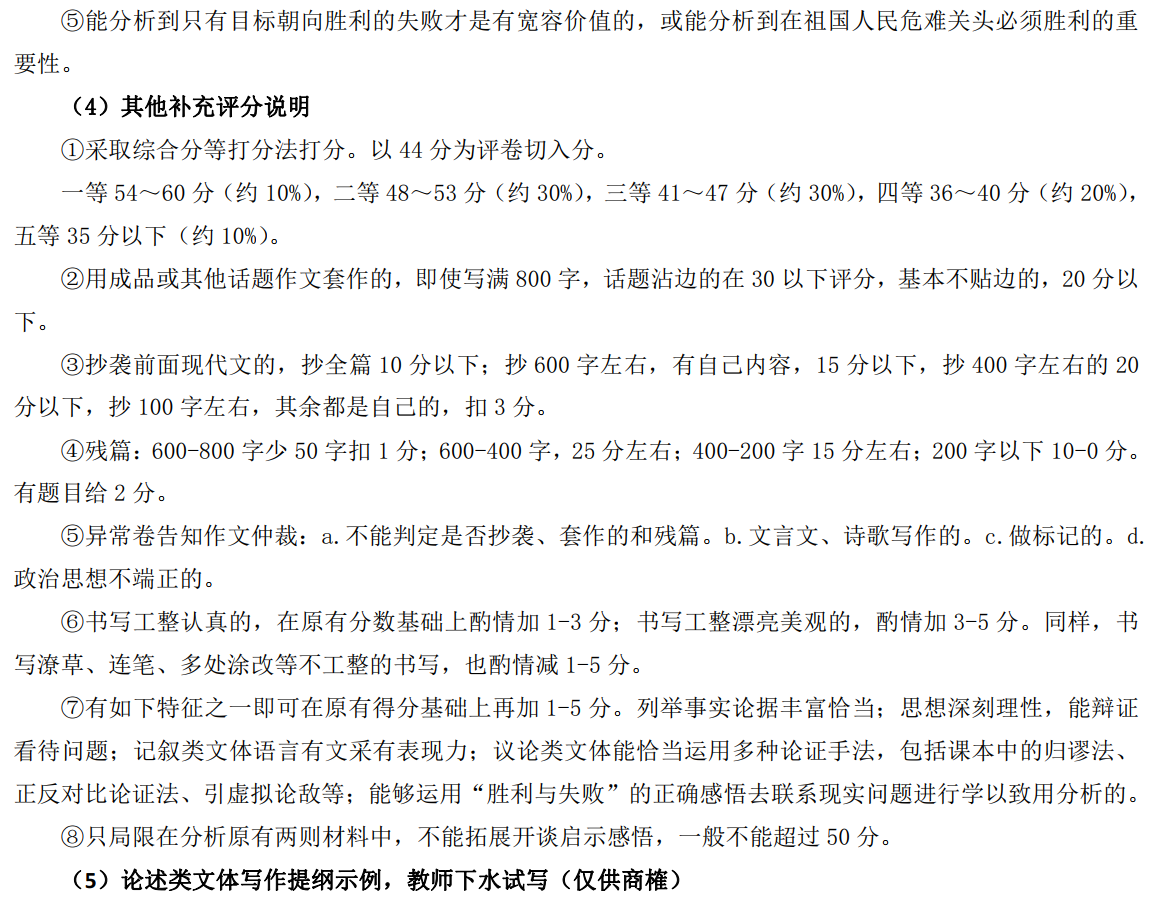 ⑤能分析到只有目标朝向胜利的失败才是有宽容价值的，或能分析到在祖国人民危难关头必须胜利的重
要性。
（4）其他补充评分说明
①采取综合分等打分法打分。以 44 分为评卷切入分。
一等 54～60 分（约 10%），二等 48～53 分（约 30%），三等 41～47 分（约 30%），四等 36～40 分（约 20%），
五等 35 分以下（约 10%）。
②用成品或其他话题作文套作的，即使写满 800 字，话题沾边的在 30 以下评分，基本不贴边的，20 分以
下。
③抄袭前面现代文的，抄全篇 10 分以下；抄 600 字左右，有自己内容，15 分以下，抄 400 字左右的 20
分以下，抄 100 字左右，其余都是自己的，扣 3 分。
④残篇：600-800 字少 50 字扣 1 分；600-400 字，25 分左右；400-200 字 15 分左右；200 字以下 10-0 分。
有题目给 2 分。
⑤异常卷告知作文仲裁：a.不能判定是否抄袭、套作的和残篇。b.文言文、诗歌写作的。c.做标记的。d.
政治思想不端正的。
⑥书写工整认真的，在原有分数基础上酌情加 1-3 分；书写工整漂亮美观的，酌情加 3-5 分。同样，书
写潦草、连笔、多处涂改等不工整的书写，也酌情减 1-5 分。
⑦有如下特征之一即可在原有得分基础上再加 1-5 分。列举事实论据丰富恰当；思想深刻理性，能辩证
看待问题；记叙类文体语言有文采有表现力；议论类文体能恰当运用多种论证手法，包括课本中的归谬法、
正反对比论证法、引虚拟论敌等；能够运用“胜利与失败”的正确感悟去联系现实问题进行学以致用分析的。
⑧只局限在分析原有两则材料中，不能拓展开谈启示感悟，一般不能超过 50 分。
（5）论述类文体写作提纲示例，教师下水试写（仅供商榷）